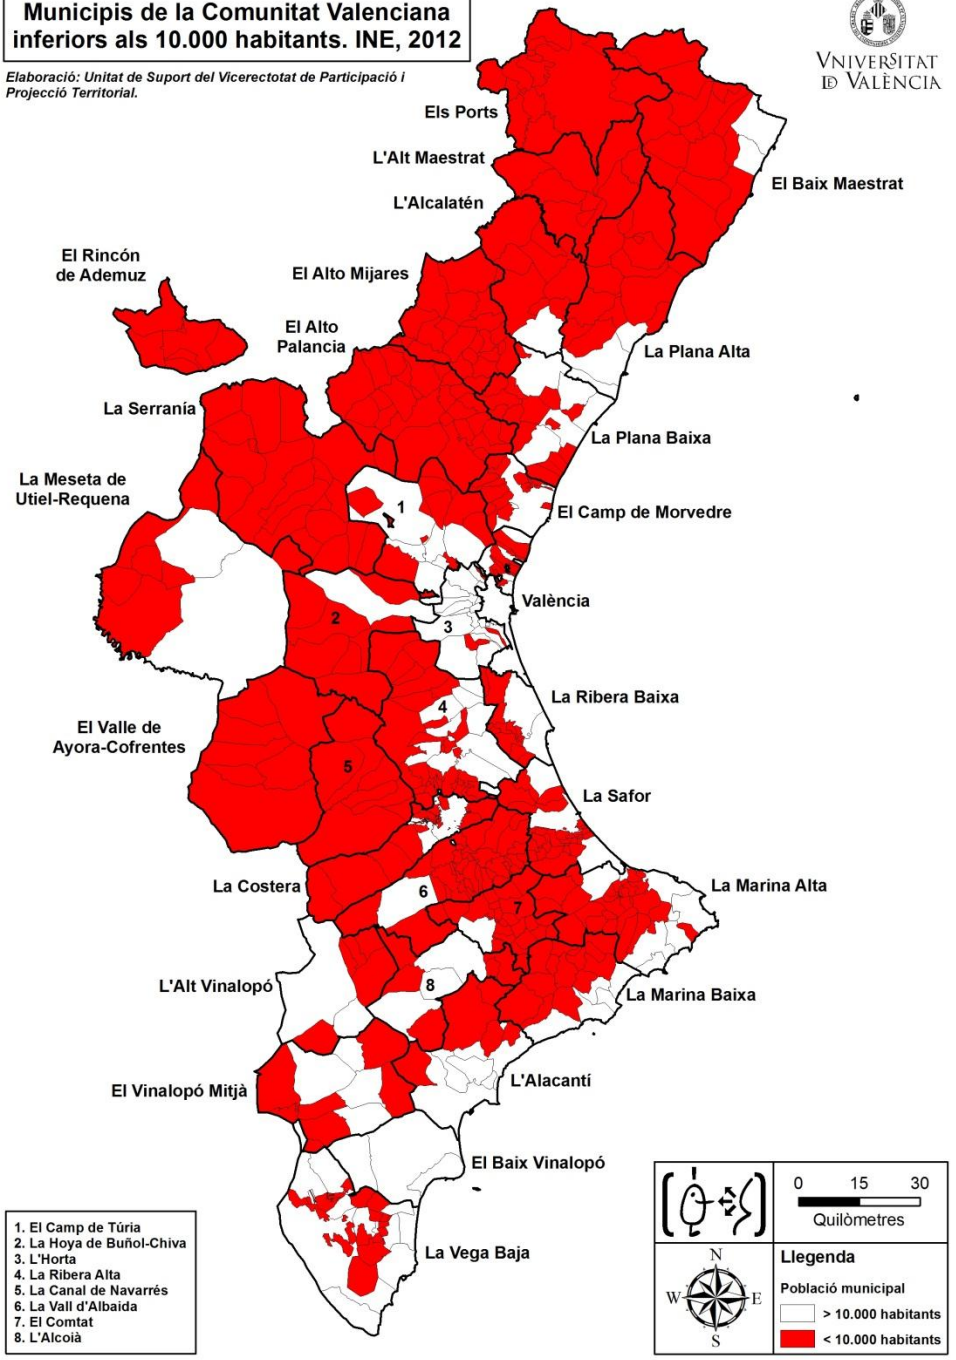 Municipis de la Comunitat Valenciana
inferiors als 10.000 habitants. INE, 2012
Elaboració: Unitat de Suport del Vicerectotat de Participació i
Projecció Territorial.
VNIVERSITAT
D VALÈNCIA
Els Ports
L'Alt Maestrat
El Baix Maestrat
L'Alcalatén
El Rincón
de Ademuz
El Alto Mijares
El Alto
Palancia
La Plana Alta
La Serranía
La Plana Baixa
La Meseta de
Utiel-Requena
1
El Camp de Morvedre
València
2
3
La Ribera Baixa
4
El Valle de
Ayora-Cofrentes
5
La Safor
La Costera
6
La Marina Alta
7
L'Alt Vinalopó
8
La Marina Baixa
L'Alacantí
El Vinalopó Mitjà
El Baix Vinalopó
La Vega Baja
1. El Camp de Túria
2. La Hoya de Buñol-Chiva
3. L'Horta
4. La Ribera Alta
5. La Canal de Navarrés
6. La Vall d'Albaida
7. El Comtat
8. L'Alcoià
0 15 30
Quilòmetres
N
W E
S
Llegenda
Població municipal
> 10.000 habitants
< 10.000 habitants